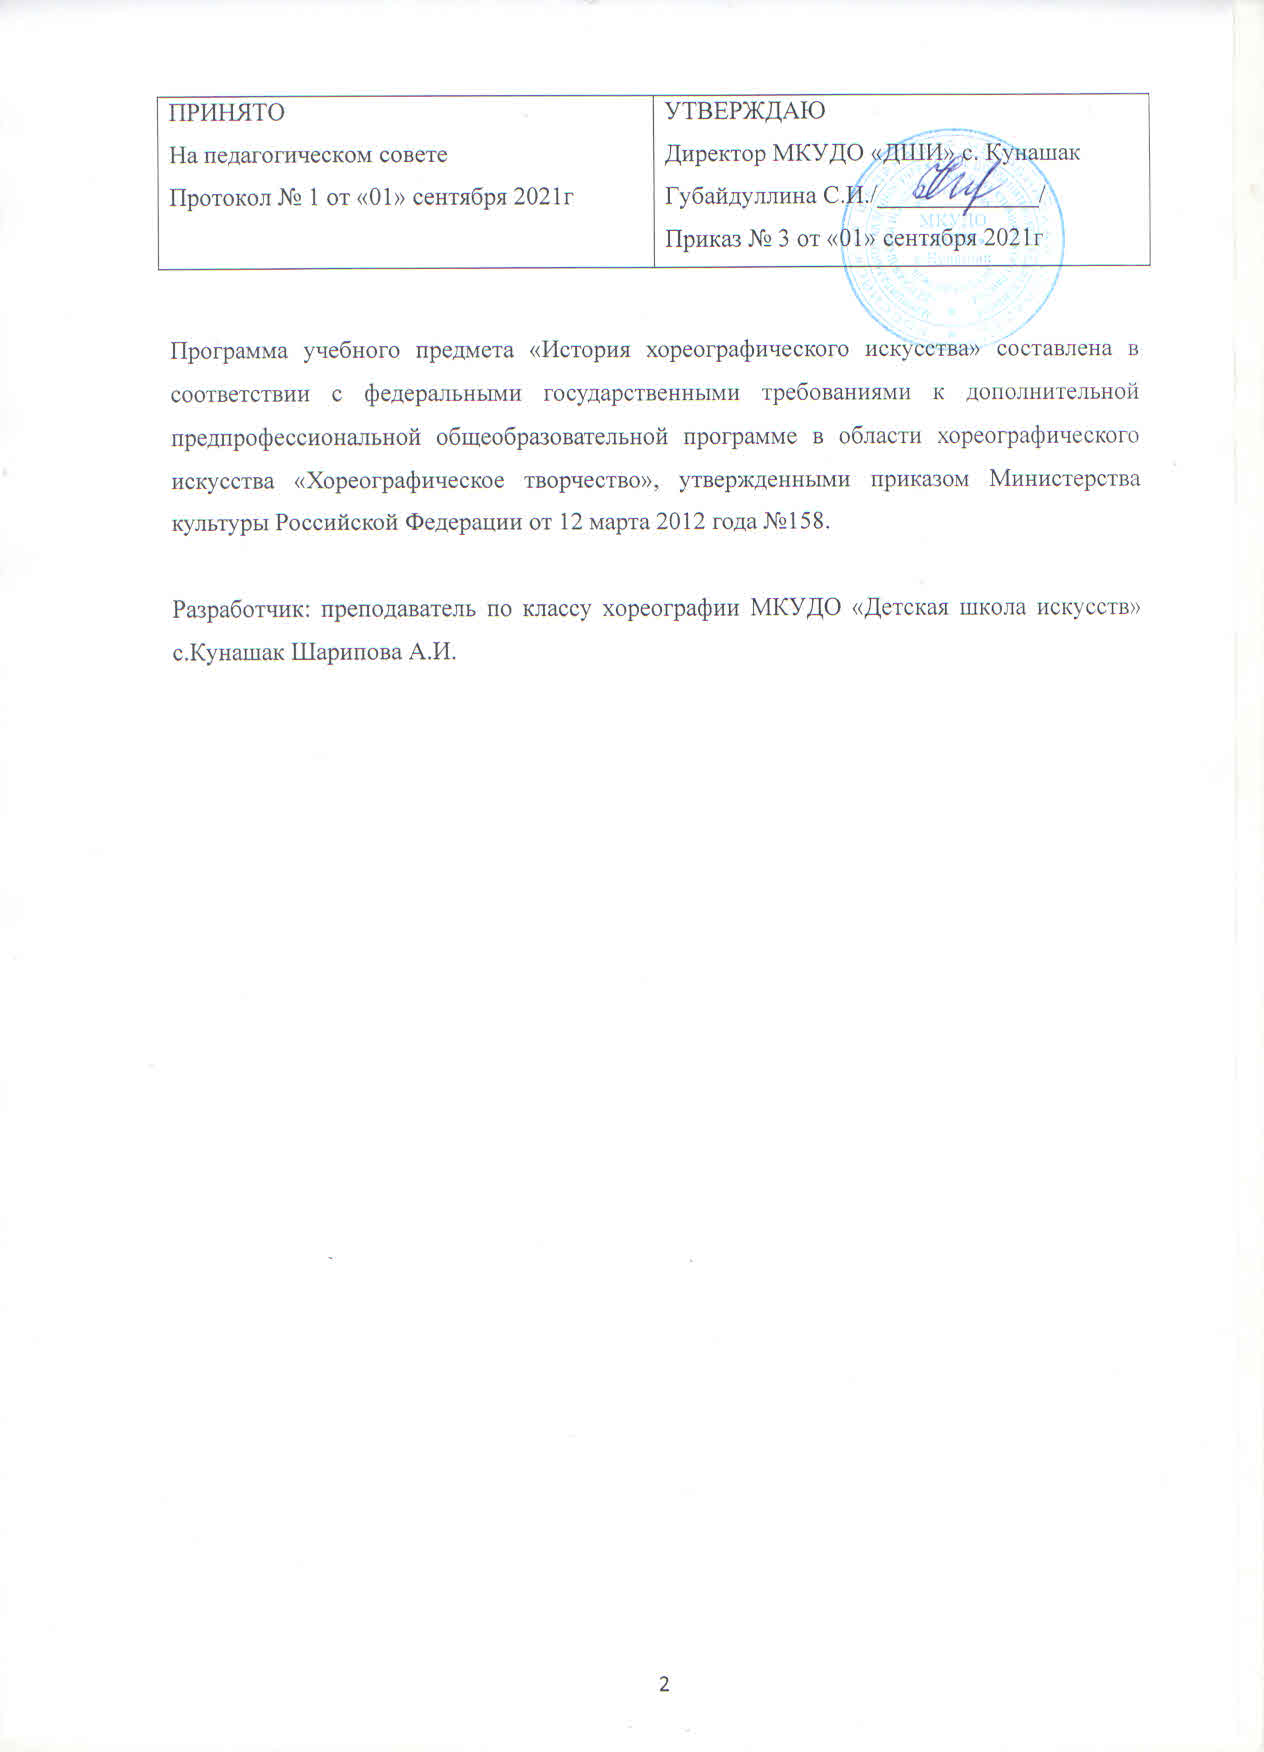 ПРИНЯТО
На педагогическом совете
Протокол № 1 от «01» сентября 2021г
УТВЕРЖДАЮ
Директор МКУДО «ДШИ» с. Кунашак
Губайдуллина С.И./_____________/
Приказ № 3 от «01» сентября 2021г
МКУДО
с.Кунашак
Программа учебного предмета «История хореографического искусства» составлена в
соответствии с федеральными государственными требованиями к дополнительной
предпрофессиональной общеобразовательной программе в области хореографического
искусства «Хореографическое творчество», утвержденными приказом Министерства
культуры Российской Федерации от 12 марта 2012 года №158.
Разработчик: преподаватель по классу хореографии МКУДО «Детская школа искусств»
с.Кунашак Шарипова А.И.
2